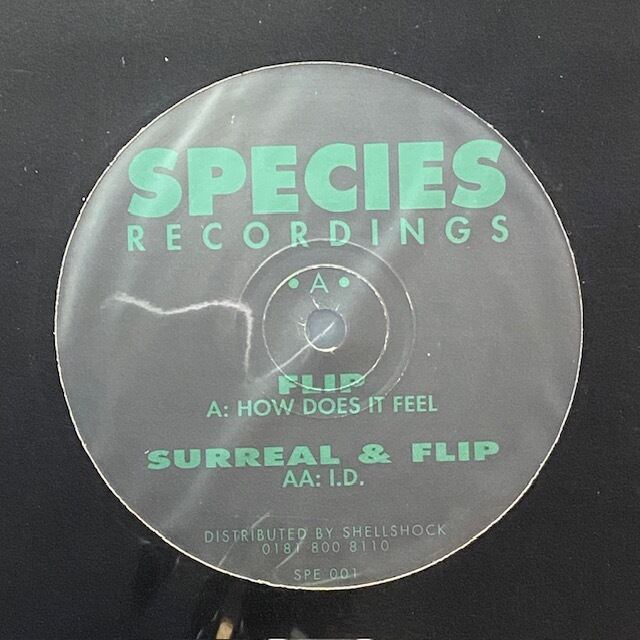 SPECIES
RECORDINGS
• A •
FLIP
A: HOW DOES IT FEEL
SURREAL & FLIP
AA: I.D.
DISTRIBUTED BY SHELLSHOCK
0181 800 8110
SPE 001